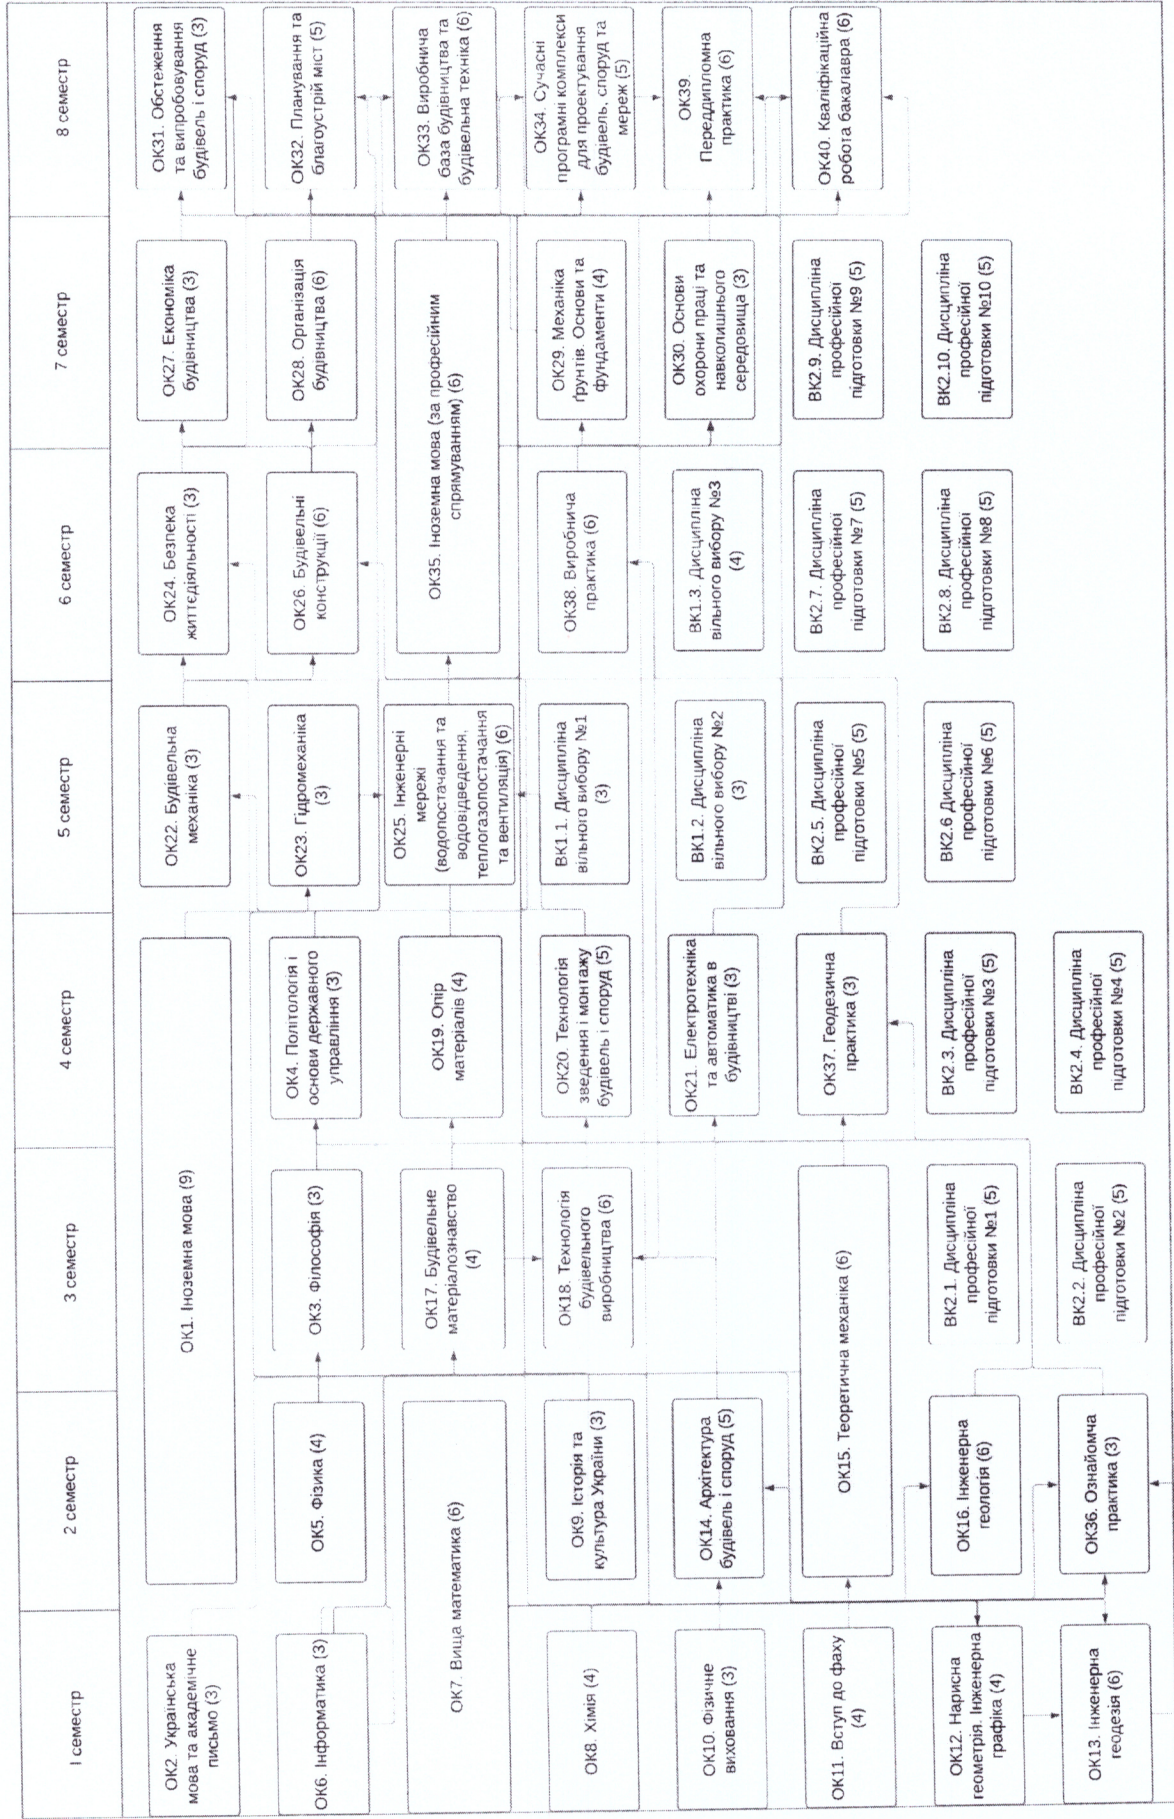 І семестр
2 семестр
3 семестр
4 семестр
5 семестр
6 семестр
7 семестр
8 семестр
ОК2. Українська
мова та академічне
письмо (3)
ОК6. Інформатика (3)
ОК7. Вища математика (6)
ОК8. Хімія (4)
ОК10. Фізичне
виховання (3)
ОК11. Вступ до фаху
(4)
ОК12. Нарисна
геометрія. Інженерна
графіка (4)
ОК13. Інженерна
геодезія (6)
ОК1. Іноземна мова (9)
ОК5. Фізика (4)
ОК9. Історія та
культура України (3)
ОК14. Архітектура
будівель і споруд (5)
ОК15. Теоретична механіка (6)
ОК16. Інженерна
геологія (6)
ОК36. Ознайомча
практика (3)
ОК3. Філософія (3)
ОК17. Будівельне
матеріалознавство
(4)
ОК18. Технологія
будівельного
виробництва (6)
ВК2.1. Дисципліна
професійної
підготовки №1 (5)
ВК2.2. Дисципліна
професійної
підготовки №2 (5)
ОК4. Політологія і
основи державного
управління (3)
ОК19. Опір
матеріалів (4)
ОК20. Технологія
зведення і монтажу
будівель і споруд (5)
ОК21. Електротехніка
та автоматика в
будівництві (3)
ОК37. Геодезична
практика (3)
ВК2.3. Дисципліна
професійної
підготовки №3 (5)
ВК2.4. Дисципліна
професійної
підготовки №4 (5)
ОК22. Будівельна
механіка (3)
ОК23. Гідромеханіка
(3)
ОК25. Інженерні
мережі
(водопостачання та
водовідведення,
теплогазопостачання
та вентиляція) (6)
ВК1 1. Дисципліна
вільного вибору №1
(3)
ВК1.2. Дисципліна
вільного вибору №2
(3)
ВК2.5. Дисципліна
професійної
підготовки №5 (5)
ВК2.6 Дисципліна
професійної
підготовки №6 (5)
ОК24. Безпека
життєдіяльності (3)
ОК26. Будівельні
конструкції (6)
ОК35. Іноземна мова (за професійним
спрямуванням) (6)
ОК38. Виробнича
практика (6)
ВК1.3. Дисципліна
вільного вибору №3
(4)
ВК2.7. Дисципліна
професійної
підготовки №7 (5)
ВК2.8. Дисципліна
професійної
підготовки №8 (5)
ОК27. Економіка
будівництва (3)
ОК28. Організація
будівництва (6)
ОК29. Механіка
ґрунтів. Основи та
фундаменти (4)
ОК30. Основи
охорони праці та
навколишнього
середовища (3)
ВК2.9. Дисципліна
професійної
підготовки №9 (5)
ВК2.10. Дисципліна
професійної
підготовки №10 (5)
ОК31. Обстеження
та випробовування
будівель і споруд (3)
ОК32. Планування та
благоустрій міст (5)
ОК33. Виробнича
база будівництва та
будівельна техніка (6)
ОК34. Сучасні
програмні комплекси
для проектування
будівель, споруд та
мереж (5)
ОК39.
Переддипломна
практика (6)
ОК40. Кваліфікаційна
робота бакалавра (6)